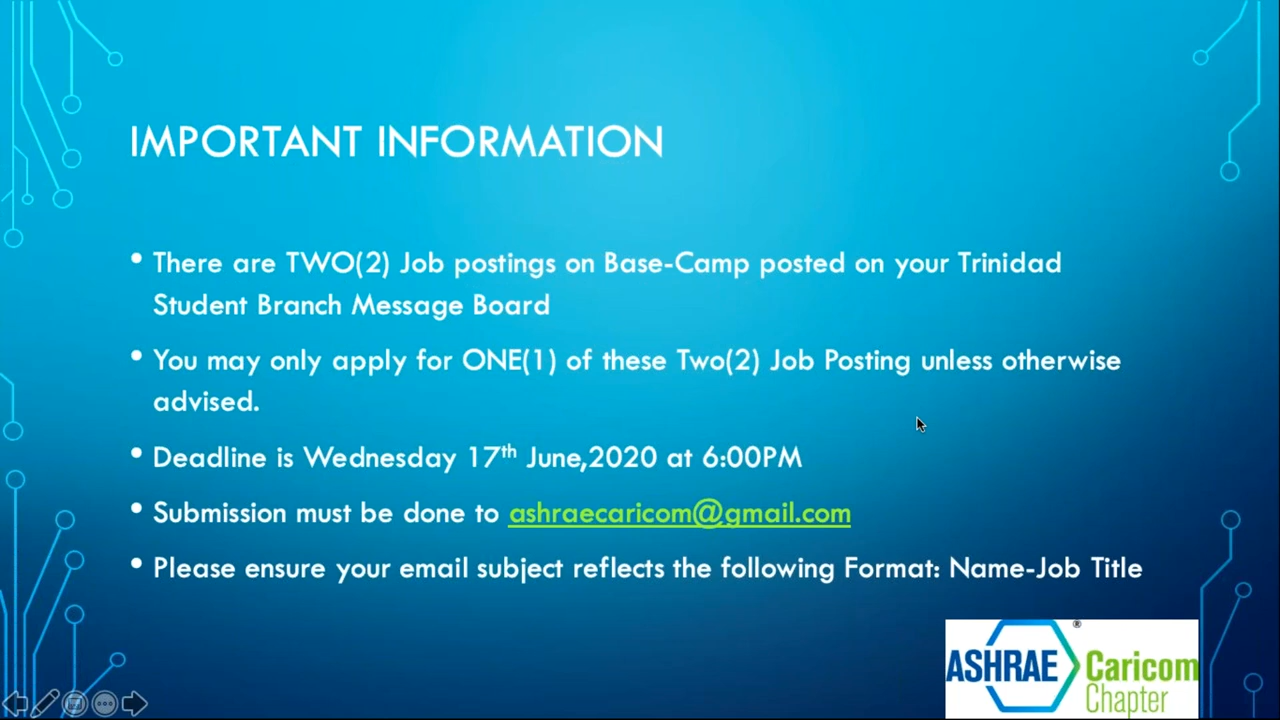 IMPORTANT INFORMATION
• There are TWO(2) Job postings on Base-Camp posted on your Trinidad
Student Branch Message Board
• You may only apply for ONE(1) of these Two(2) Job Posting unless otherwise
advised.
• Deadline is Wednesday 17th June,2020 at 6:00PM
• Submission must be done to ashraecaricom@gmail.com
• Please ensure your email subject reflects the following Format: Name-Job Title
ASHRAE® Caricom
Chapter